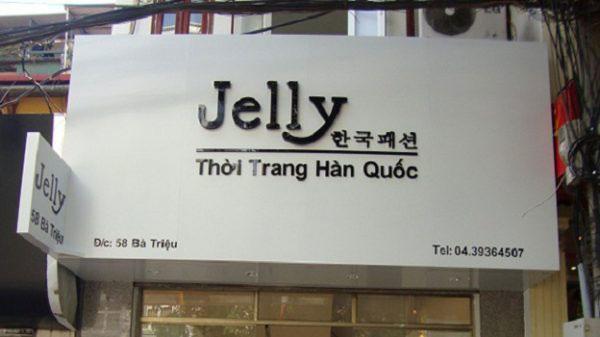 Jelly
한국패션
Thời Trang Hàn Quốc
Đ/c: 58 Bà Triệu
Tel: 04.39364507
Jelly
58 Bà Triệu